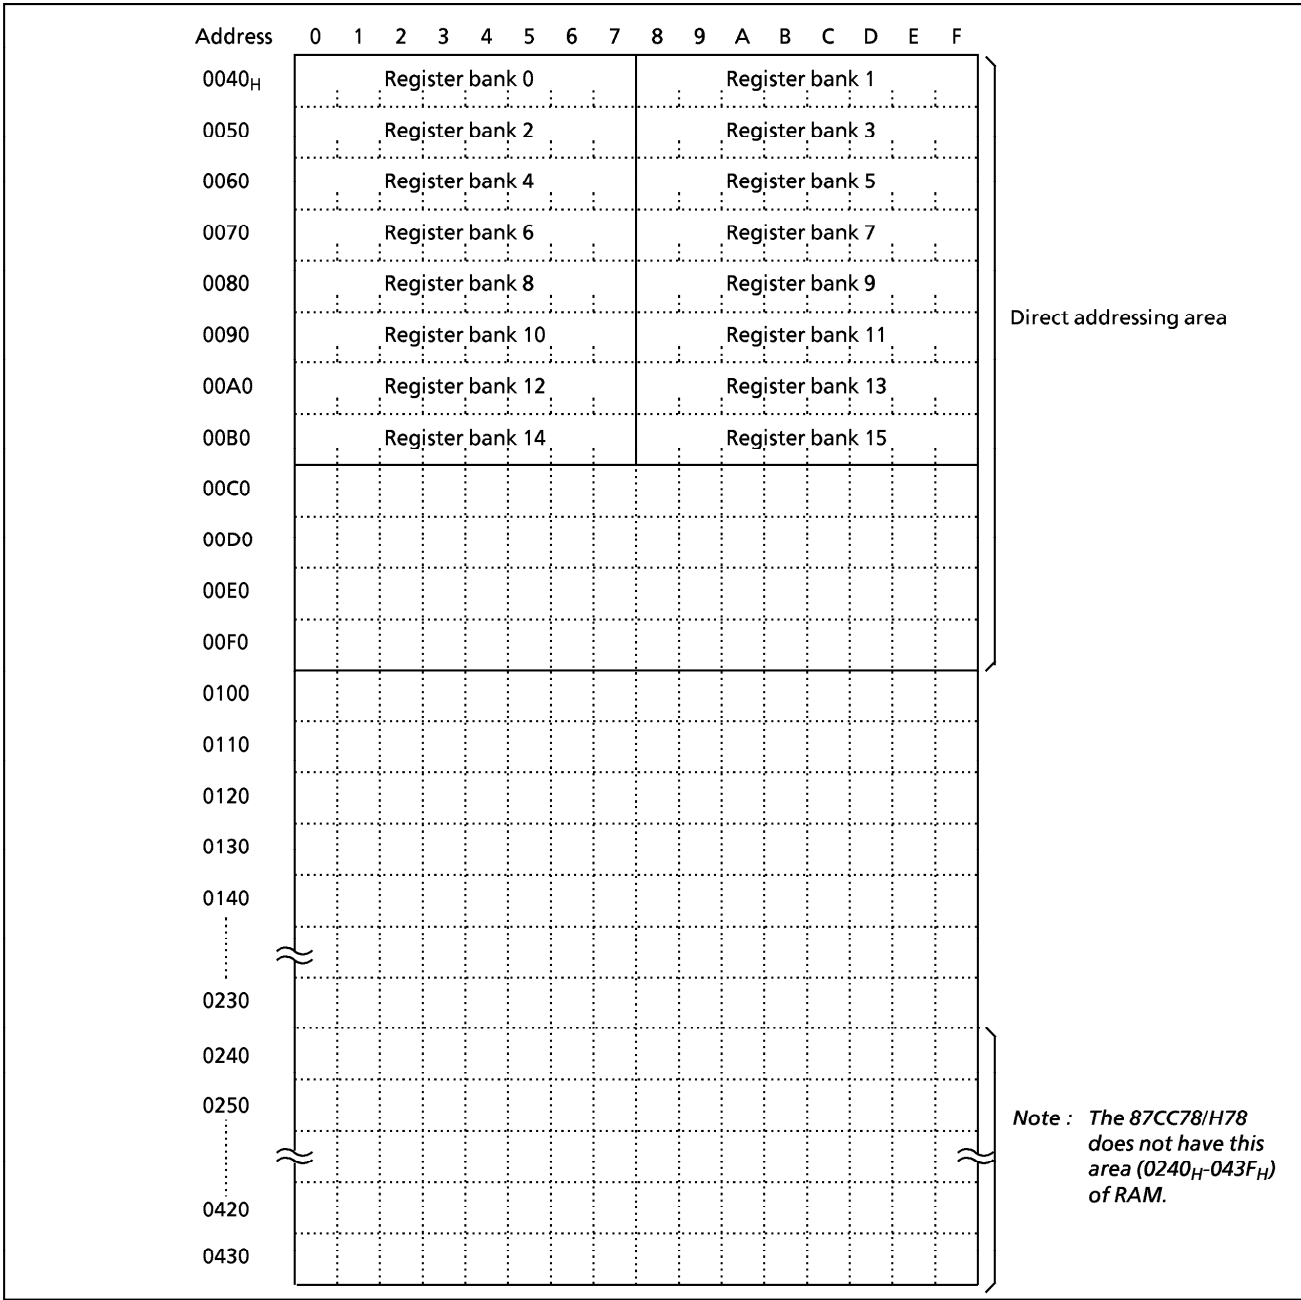 Address 0 1 2 3 4 5 6 7 8 9 A B C D E F
0040H Register bank 0 Register bank 1
0050 Register bank 2 Register bank 3
0060 Register bank 4 Register bank 5
0070 Register bank 6 Register bank 7
0080 Register bank 8 Register bank 9
Direct addressing area
0090 Register bank 10 Register bank 11
00A0 Register bank 12 Register bank 13
00B0 Register bank 14 Register bank 15
00C0
00D0
00E0
00F0
0100
0110
0120
0130
0140
0230
0240
0250
Note : The 87CC78/H78
does not have this
area (0240H-043FH)
of RAM.
0420
0430